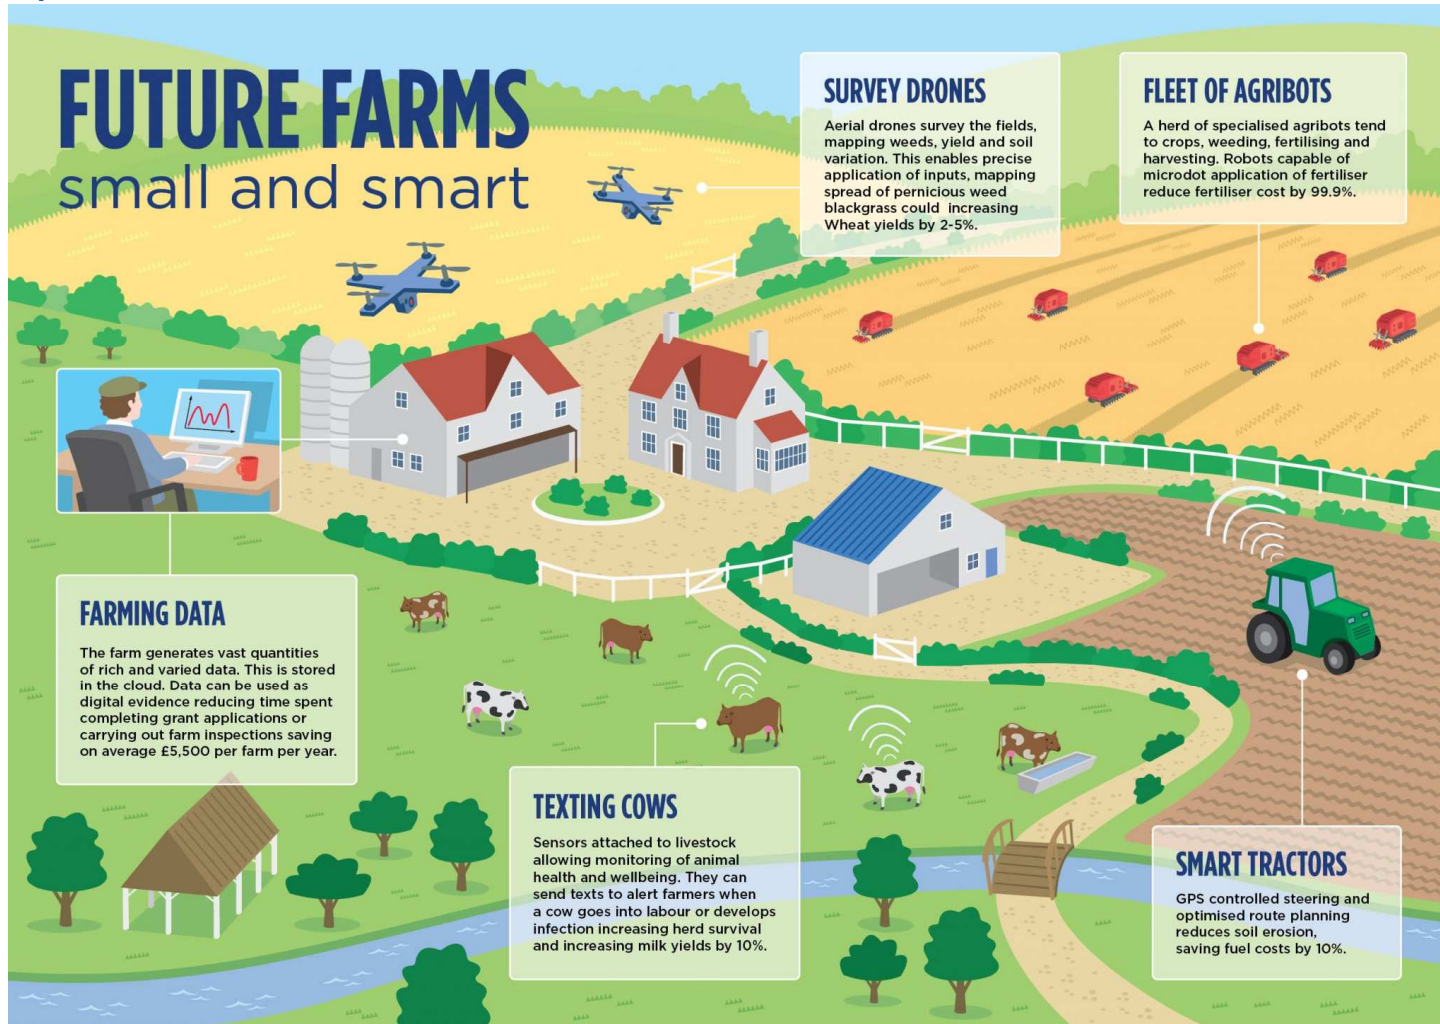 FUTURE FARMS
small and smart
SURVEY DRONES
Aerial drones survey the fields,
mapping weeds, yield and soil
variation. This enables precise
application of inputs, mapping
spread of pernicious weed
blackgrass could  increasing
Wheat yields by 2-5%.
FLEET OF AGRIBOTS
A herd of specialised agribots tend
to crops, weeding, fertilising and
harvesting. Robots capable of
microdot application of fertiliser
reduce fertiliser cost by 99.9%.
FARMING DATA
The farm generates vast quantities
of rich and varied data. This is stored
in the cloud. Data can be used as
digital evidence reducing time spent
completing grant applications or
carrying out farm inspections saving
on average £5,500 per farm per year.
TEXTING COWS
Sensors attached to livestock
allowing monitoring of animal
health and wellbeing. They can
send texts to alert farmers when
a cow goes into labour or develops
infection increasing herd survival
and increasing milk yields by 10%.
SMART TRACTORS
GPS controlled steering and
optimised route planning
reduces soil erosion,
saving fuel costs by 10%.